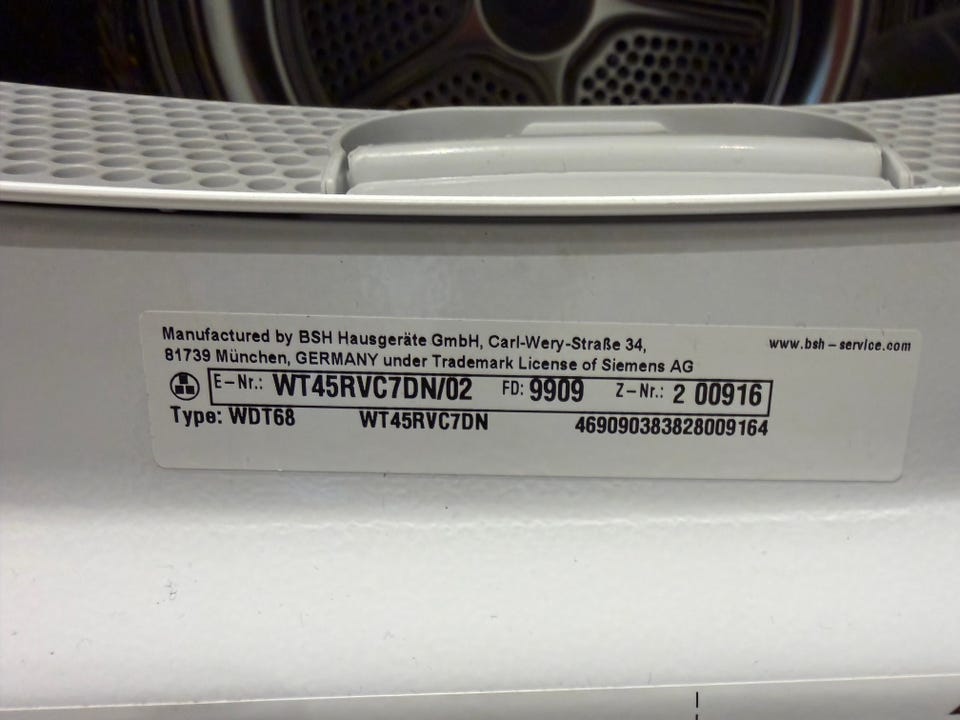 Manufactured by BSH Hausgeräte GmbH, Carl-Wery-Straße 34,
www.bsh-service.com
81739 München, GERMANY under Trademark License of Siemens AG
E-Nr.: WT45RVC7DN/02 FD: 9909 Z-Nr.: 2 00916
Type: WDT68 WT45RVC7DN 469090383828009164